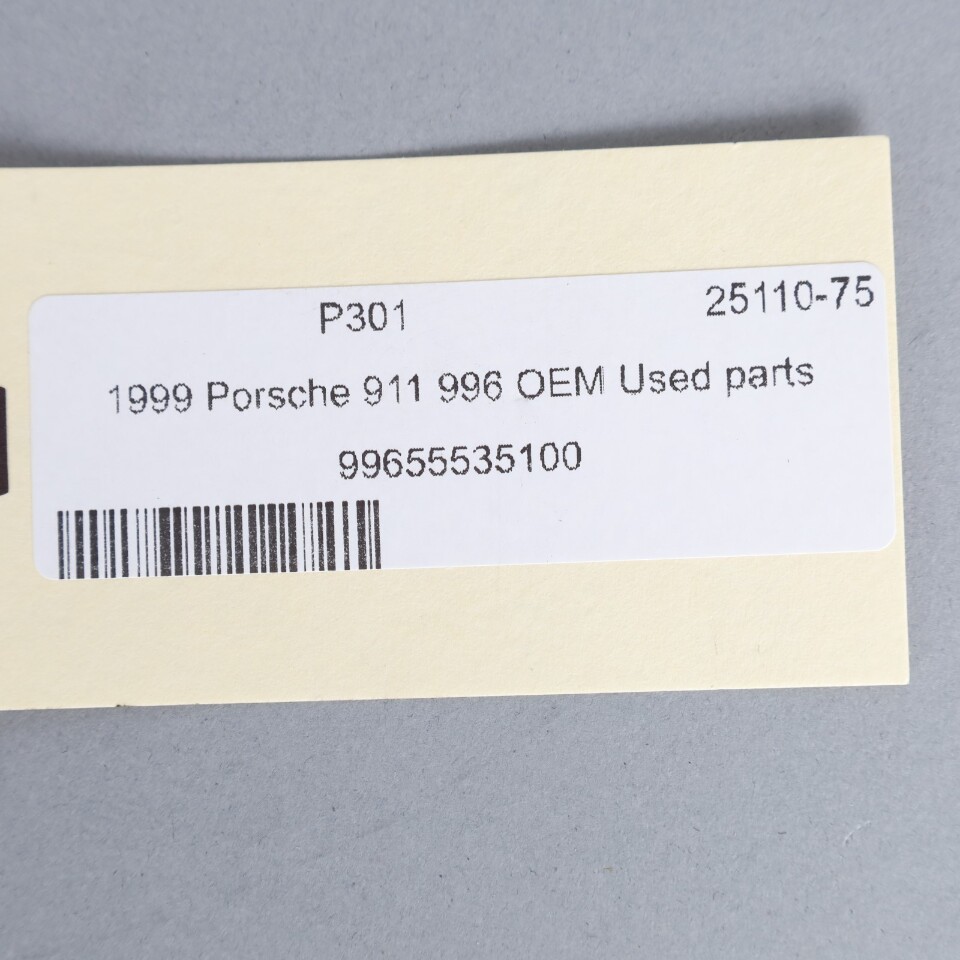 P301 25110-75
1999 Porsche 911 996 OEM Used parts
99655535100